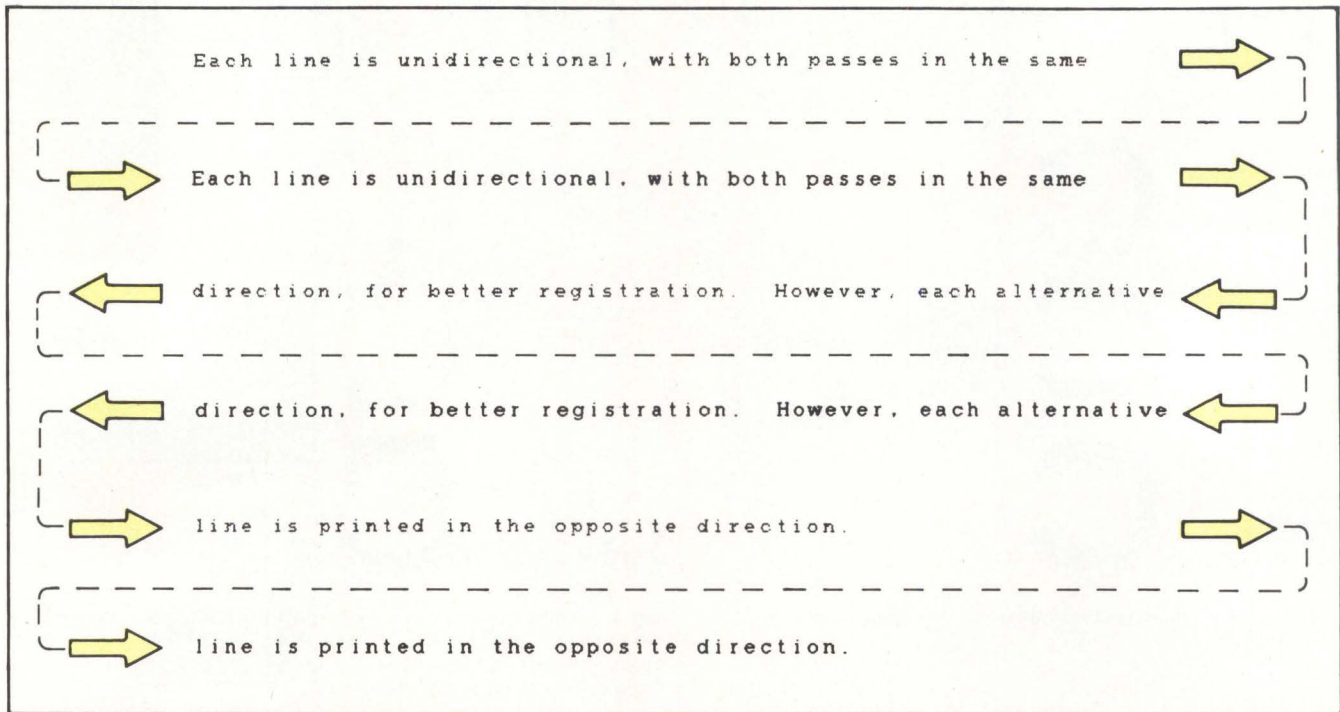 Each line is unidirectional, with both passes in the same
Each line is unidirectional, with both passes in the same
direction, for better registration. However, each alternative
direction, for better registration. However, each alternative
line is printed in the opposite direction.
line is printed in the opposite direction.